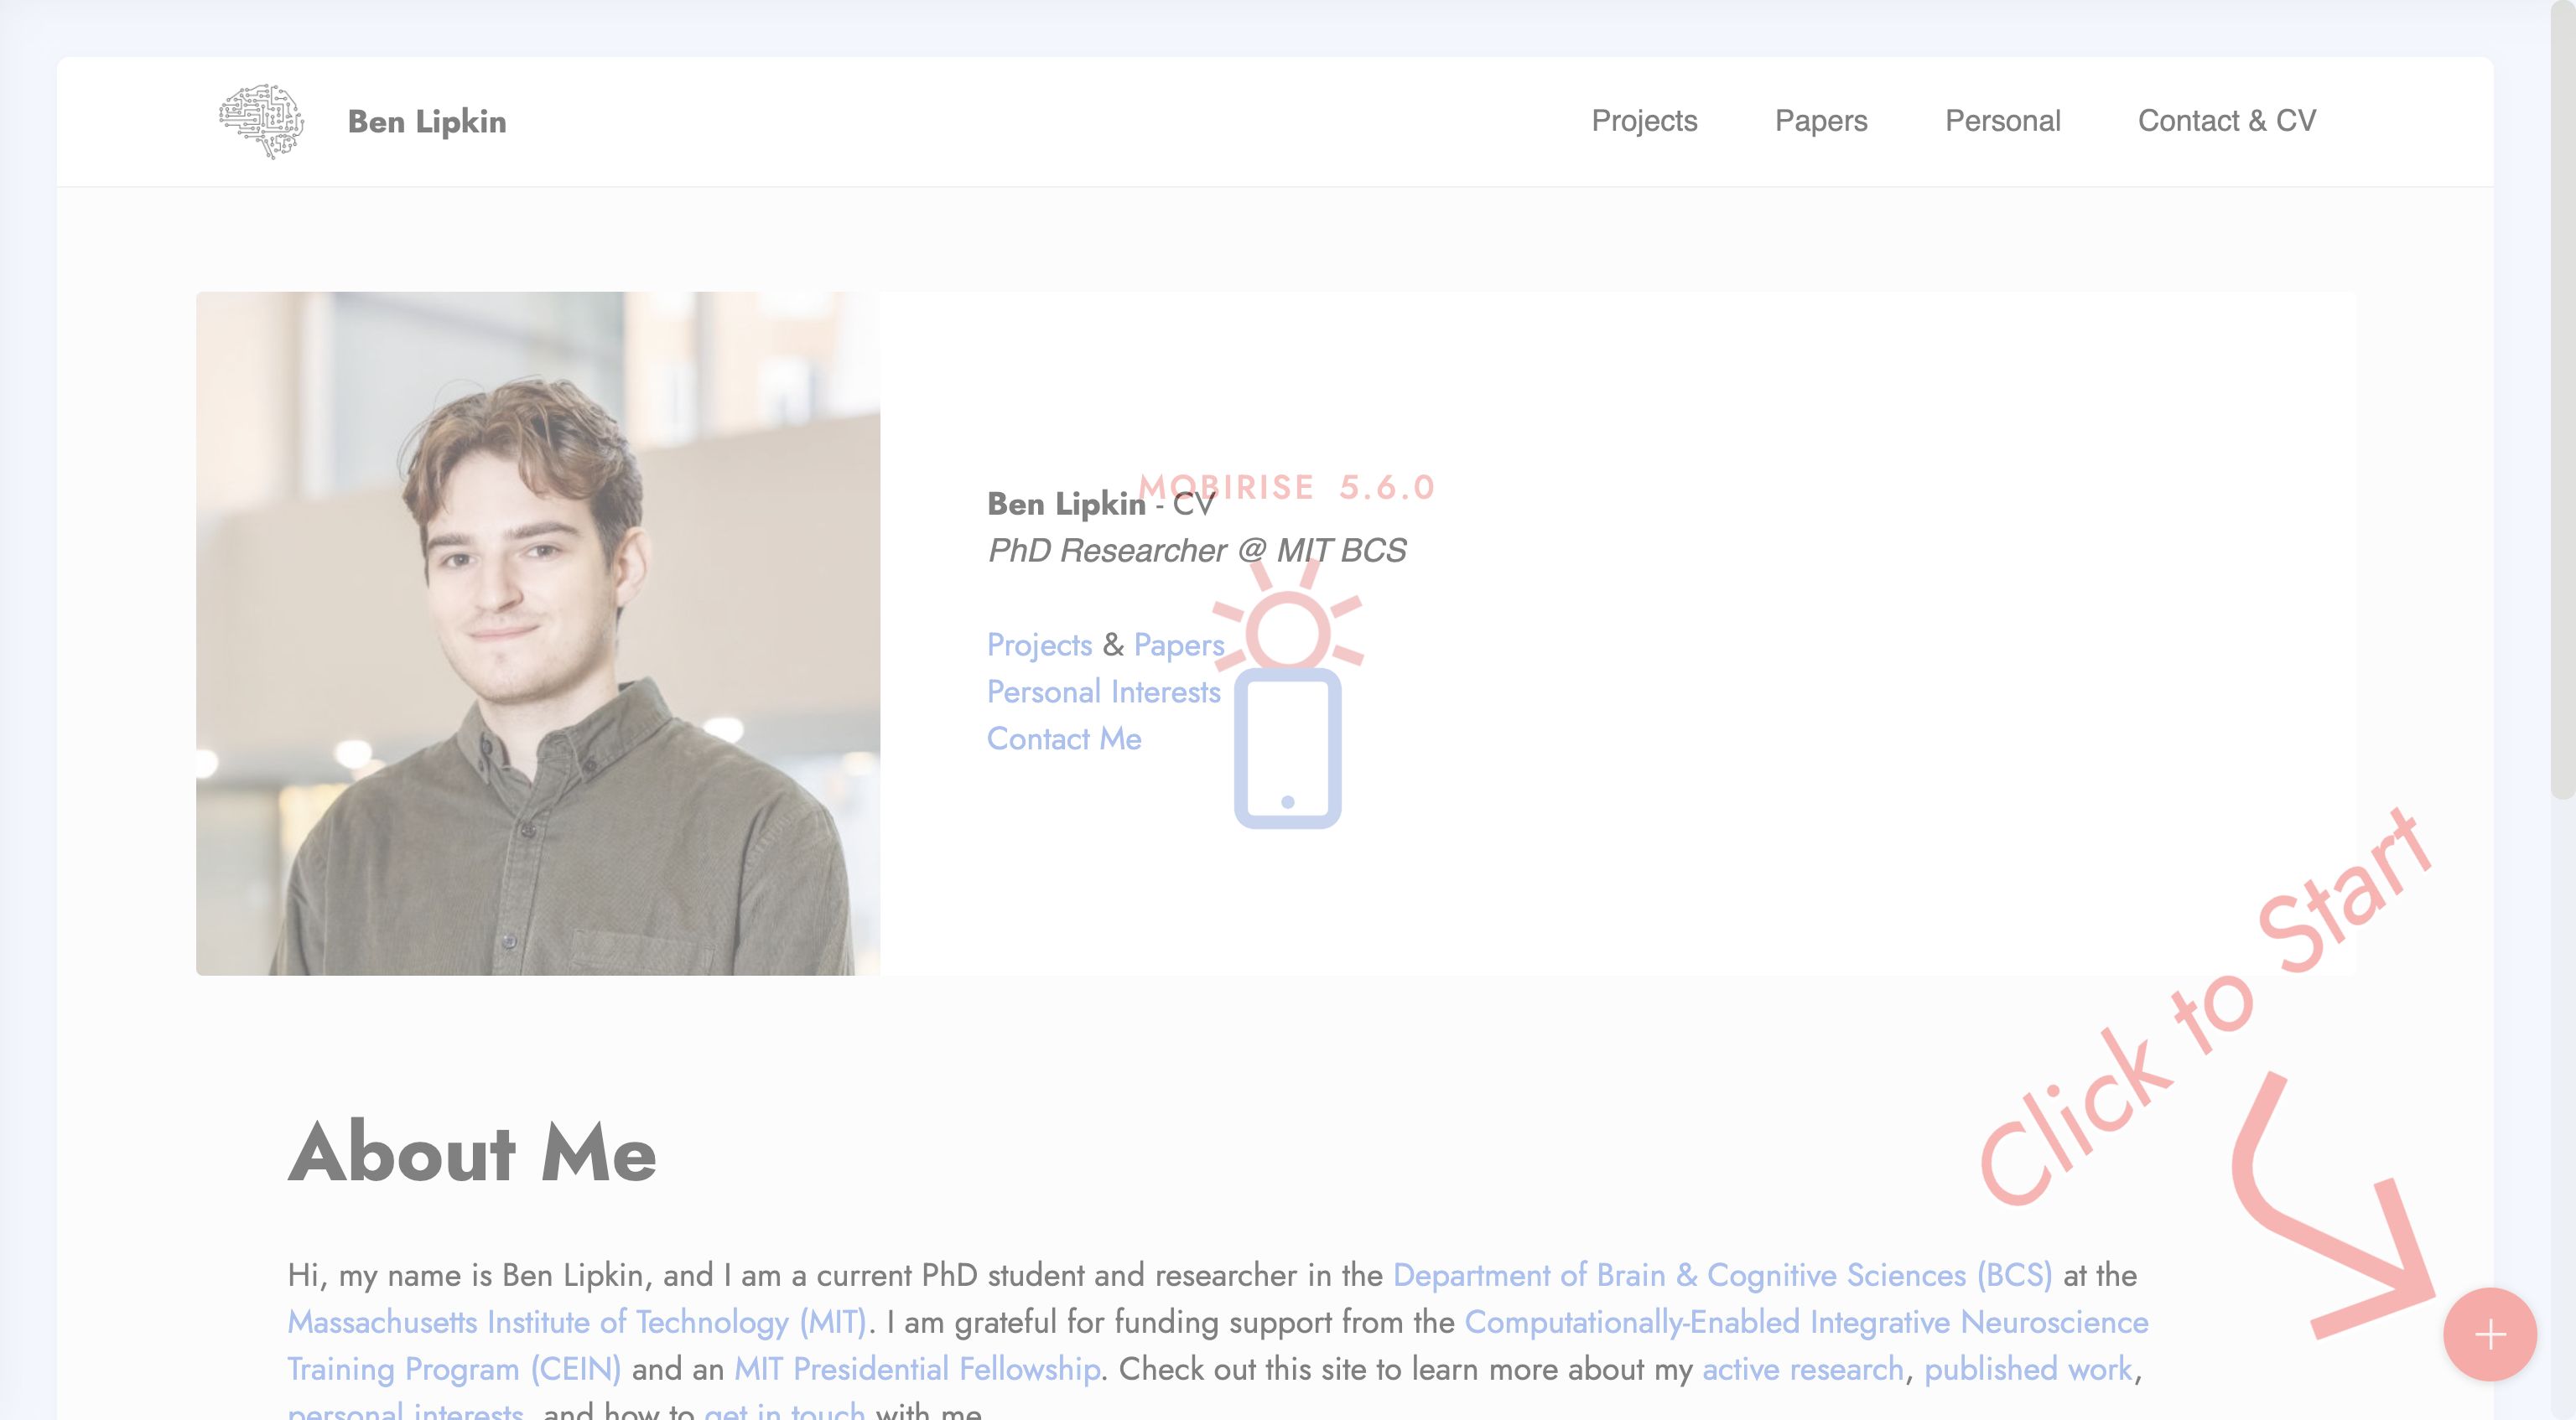 Ben Lipkin
Projects Papers Personal Contact & CV
MOBIRISE 5.6.0
Ben Lipkin - CV
PhD Researcher @ MIT BCS
Projects & Papers
Personal Interests
Contact Me
Click to Start
About Me
Hi, my name is Ben Lipkin, and I am a current PhD student and researcher in the Department of Brain & Cognitive Sciences (BCS) at the
Massachusetts Institute of Technology (MIT). I am grateful for funding support from the Computationally-Enabled Integrative Neuroscience
Training Program (CEIN) and an MIT Presidential Fellowship. Check out this site to learn more about my active research, published work,
personal interests, and how to get in touch with me.